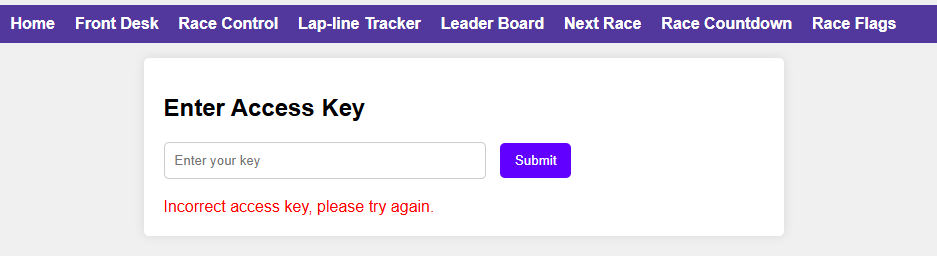 Home Front Desk Race Control Lap-line Tracker Leader Board Next Race Race Countdown Race Flags
Enter Access Key
Enter your key Submit
Incorrect access key, please try again.